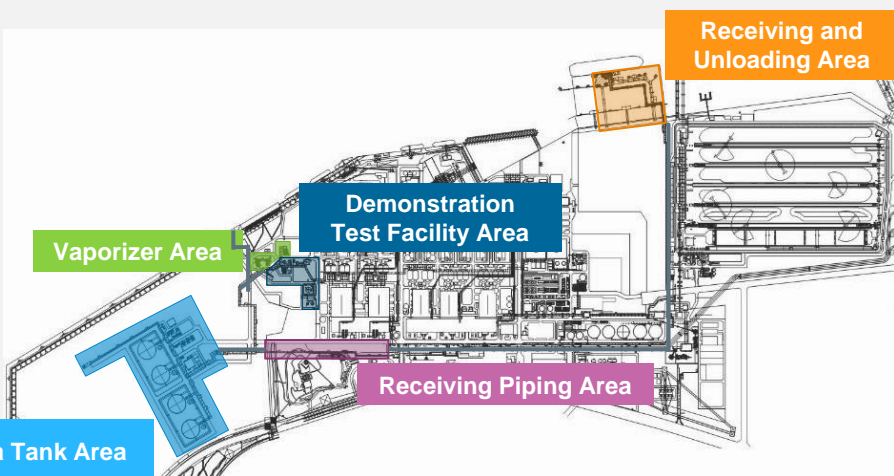 Receiving and
Unloading Area
Demonstration
Test Facility Area
Vaporizer Area
Receiving Piping Area
Tank Area